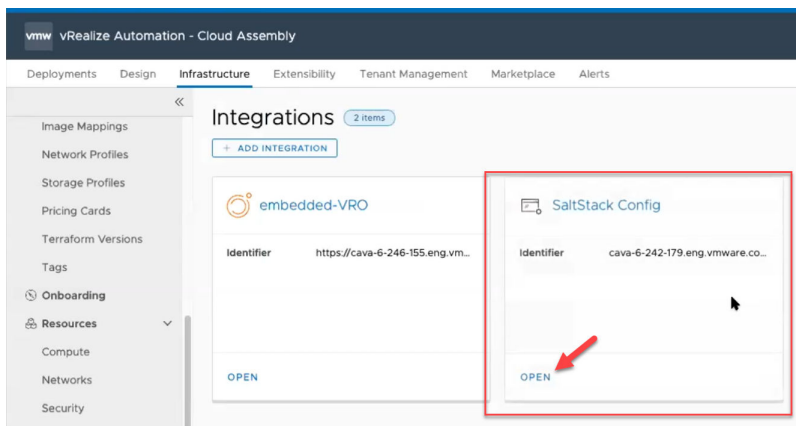 vmw vRealize Automation - Cloud Assembly
Deployments Design Infrastructure Extensibility Tenant Management Marketplace Alerts
Image Mappings
Network Profiles
Storage Profiles
Pricing Cards
Terraform Versions
Tags
Onboarding
Resources
Compute
Networks
Security
Integrations 2 items
+ ADD INTEGRATION
embedded-VRO
Identifier https://cava-6-246-155.eng.vm...
OPEN
SaltStack Config
Identifier cava-6-242-179.eng.vmware.co...
OPEN